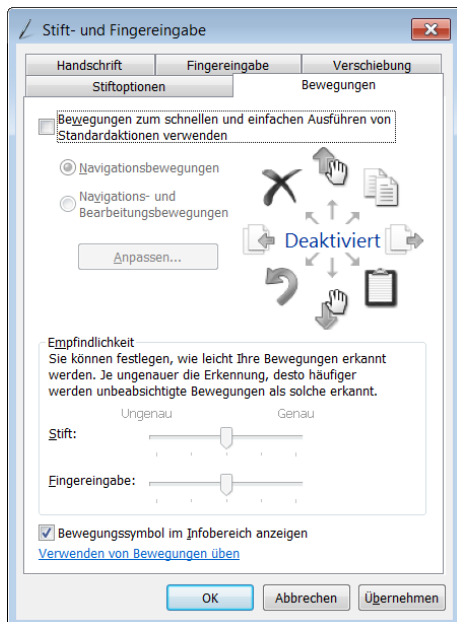 Stift- und Fingereingabe
Handschrift
Fingereingabe
Verschiebung
Stiftoptionen
Bewegungen
Bewegungen zum schnellen und einfachen Ausführen von
Standardaktionen verwenden
Navigationsbewegungen
Navigations- und
Bearbeitungsbewegungen
Anpassen...
Deaktiviert
Empfindlichkeit
Sie können festlegen, wie leicht Ihre Bewegungen erkannt
werden. Je ungenauer die Erkennung, desto häufiger
werden unbeabsichtigte Bewegungen als solche erkannt.
Ungenau
Genau
Stift:
Fingereingabe:
Bewegungssymbol im Infobereich anzeigen
Verwenden von Bewegungen üben
OK
Abbrechen
Übernehmen